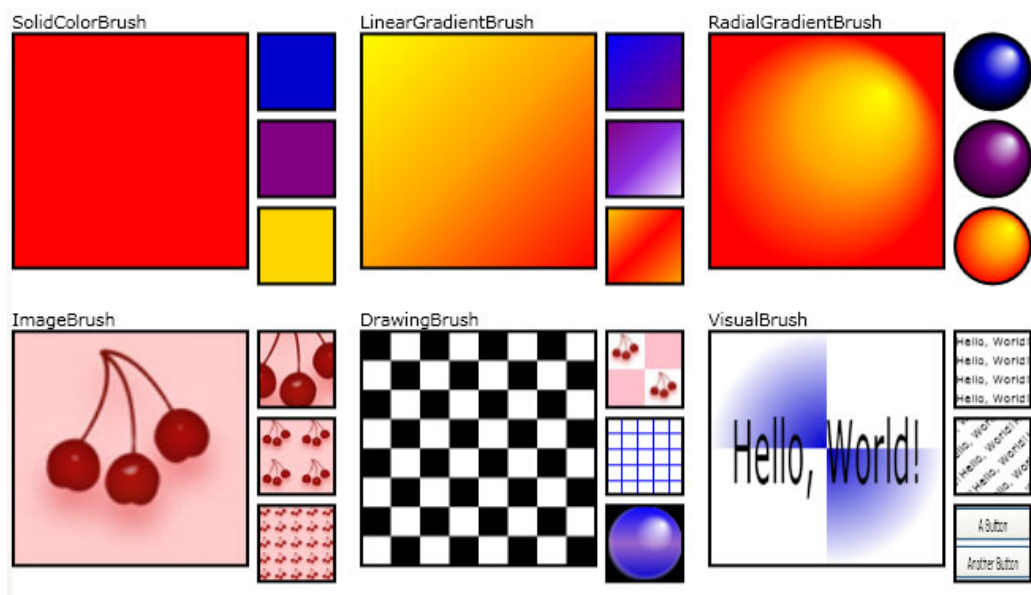 SolidColorBrush
LinearGradientBrush
RadialGradientBrush
ImageBrush
DrawingBrush
VisualBrush
Hello, World!
Hello, World!
Hello, World!
Hello, World!
Hello, World!
A Button
Another Button